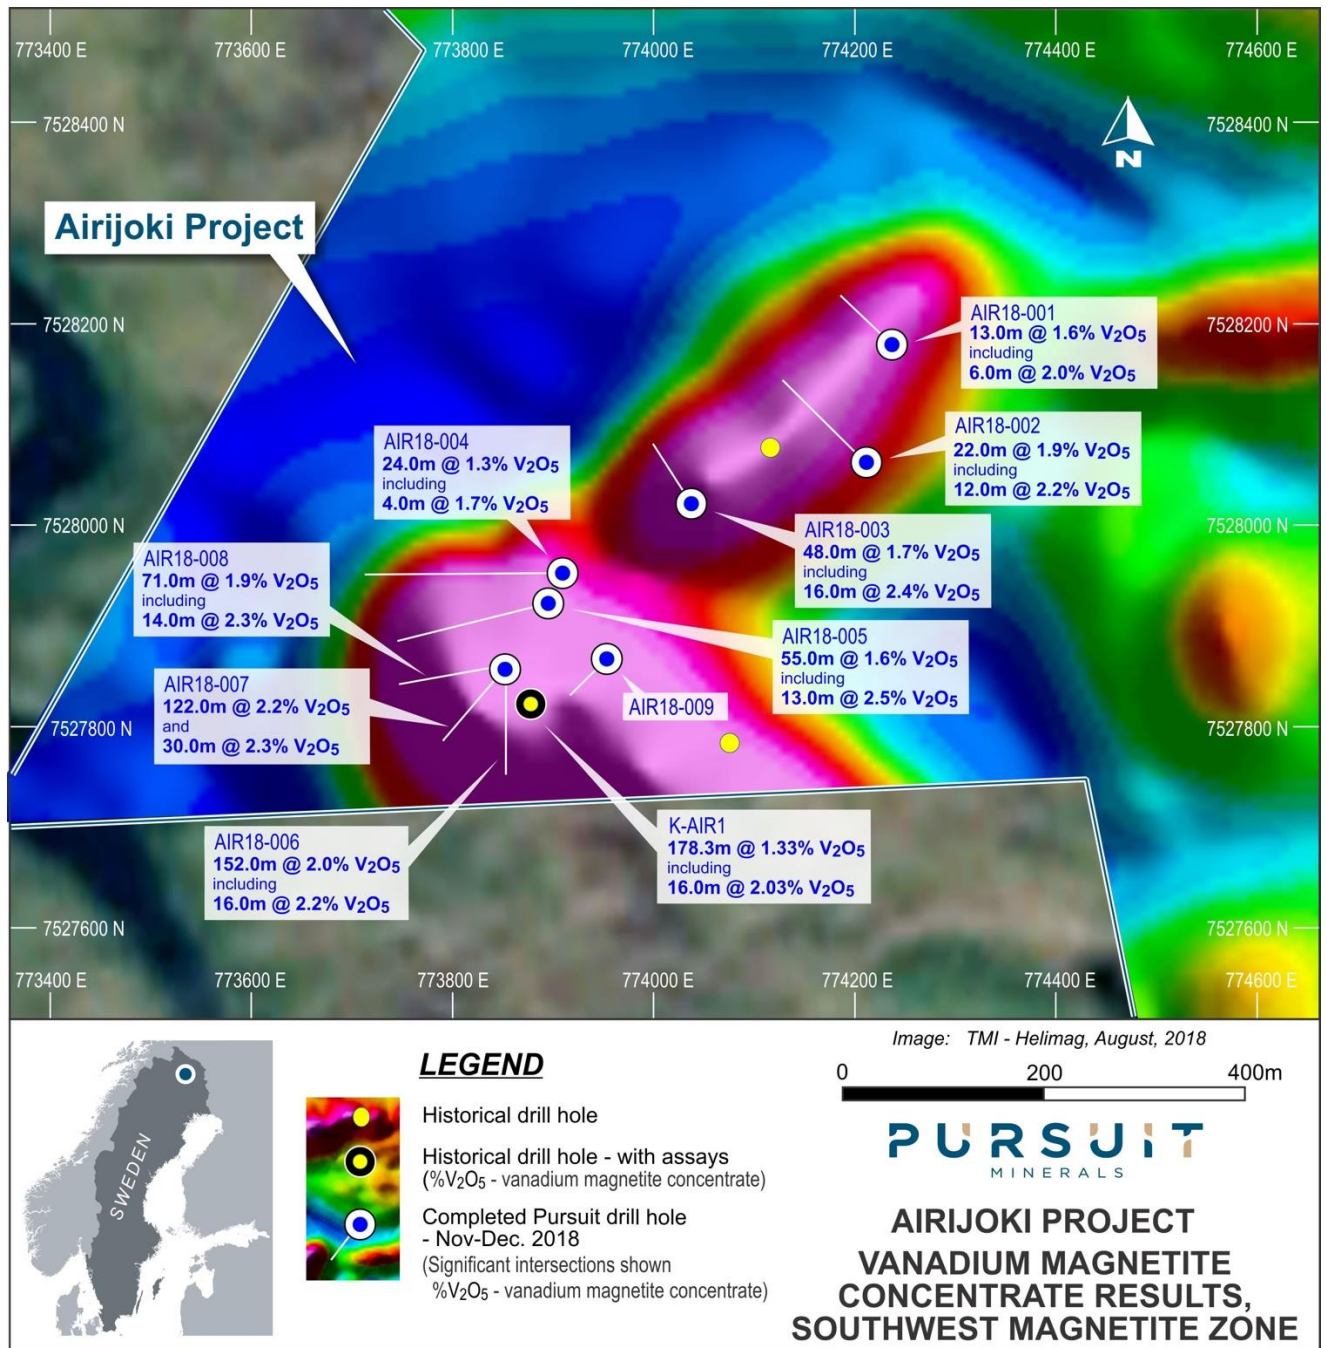 773400 E
773600 E
773800 E
774000 E
774200 E
774400 E
774600 E
7528400 N
7528400 N
N
Airijoki Project
7528200 N
7528200 N
AIR18-001
13.0m @ 1.6% V₂O₅
including
6.0m @ 2.0% V₂O₅
AIR18-002
22.0m @ 1.9% V₂O₅
including
12.0m @ 2.2% V₂O₅
AIR18-004
24.0m @ 1.3% V₂O₅
including
4.0m @ 1.7% V₂O₅
7528000 N
7528000 N
AIR18-003
48.0m @ 1.7% V₂O₅
including
16.0m @ 2.4% V₂O₅
AIR18-008
71.0m @ 1.9% V₂O₅
including
14.0m @ 2.3% V₂O₅
AIR18-005
55.0m @ 1.6% V₂O₅
including
13.0m @ 2.5% V₂O₅
AIR18-007
122.0m @ 2.2% V₂O₅
and
30.0m @ 2.3% V₂O₅
AIR18-009
7527800 N
7527800 N
AIR18-006
152.0m @ 2.0% V₂O₅
including
16.0m @ 2.2% V₂O₅
K-AIR1
178.3m @ 1.33% V₂O₅
including
16.0m @ 2.03% V₂O₅
7527600 N
7527600 N
773400 E
773600 E
773800 E
774000 E
774200 E
774400 E
774600 E
SWEDEN
LEGEND
Historical drill hole
Historical drill hole - with assays
(%V₂O₅ - vanadium magnetite concentrate)
Completed Pursuit drill hole
- Nov-Dec. 2018
(Significant intersections shown
%V₂O₅ - vanadium magnetite concentrate)
Image: TMI - Helimag, August, 2018
0 200 400m
PURSUIT
MINERALS
AIRIJOKI PROJECT
VANADIUM MAGNETITE
CONCENTRATE RESULTS,
SOUTHWEST MAGNETITE ZONE